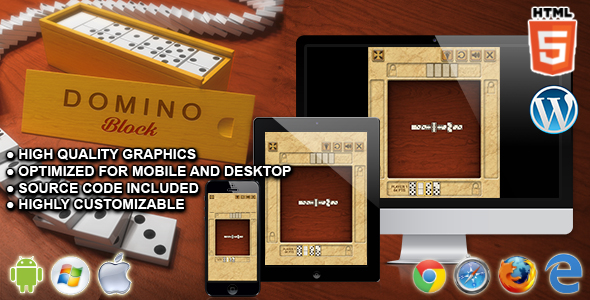 HTML
5
DOMINO
Block
• HIGH QUALITY GRAPHICS
• OPTIMIZED FOR MOBILE AND DESKTOP
• SOURCE CODE INCLUDED
• HIGHLY CUSTOMIZABLE